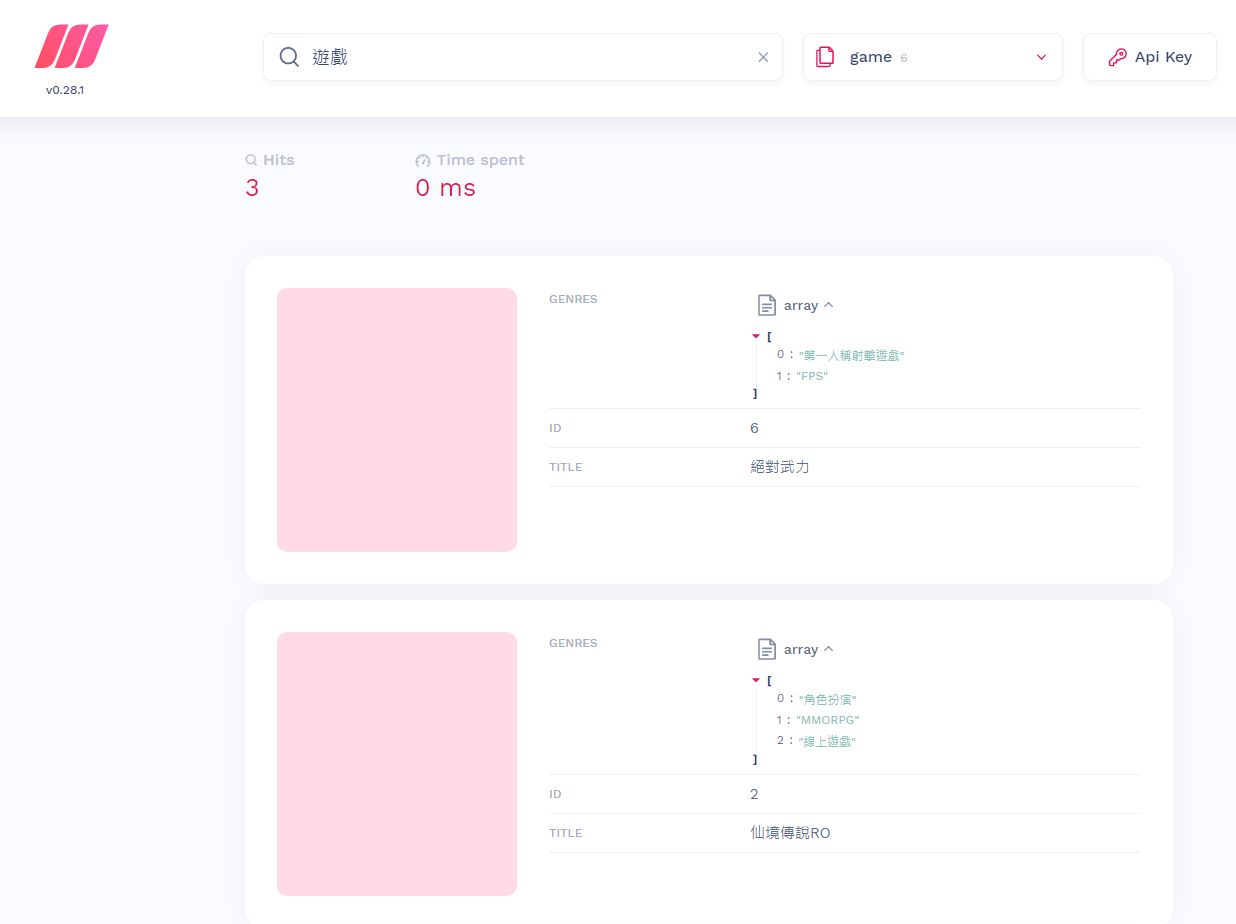 遊戲
game 6
Api Key
v0.28.1
Hits
Time spent
3
0 ms
GENRES
array
[
0 : "第一人稱射擊遊戲"
1 : "FPS"
]
ID
6
TITLE
絕對武力
GENRES
array
[
0 : "角色扮演"
1 : "MMORPG"
2 : "線上遊戲"
]
ID
2
TITLE
仙境傳說RO